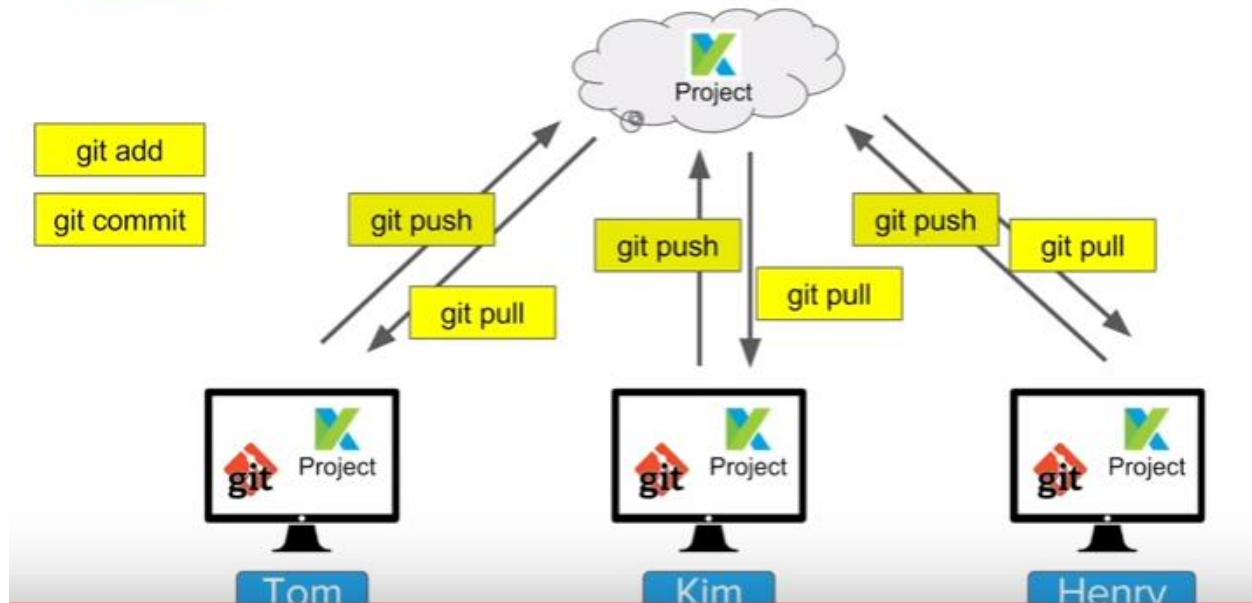 Project
git add
git commit
git push
git pull
git push
git pull
git push
git pull
git
Project
git
Project
git
Project
Tom
Kim
Henry